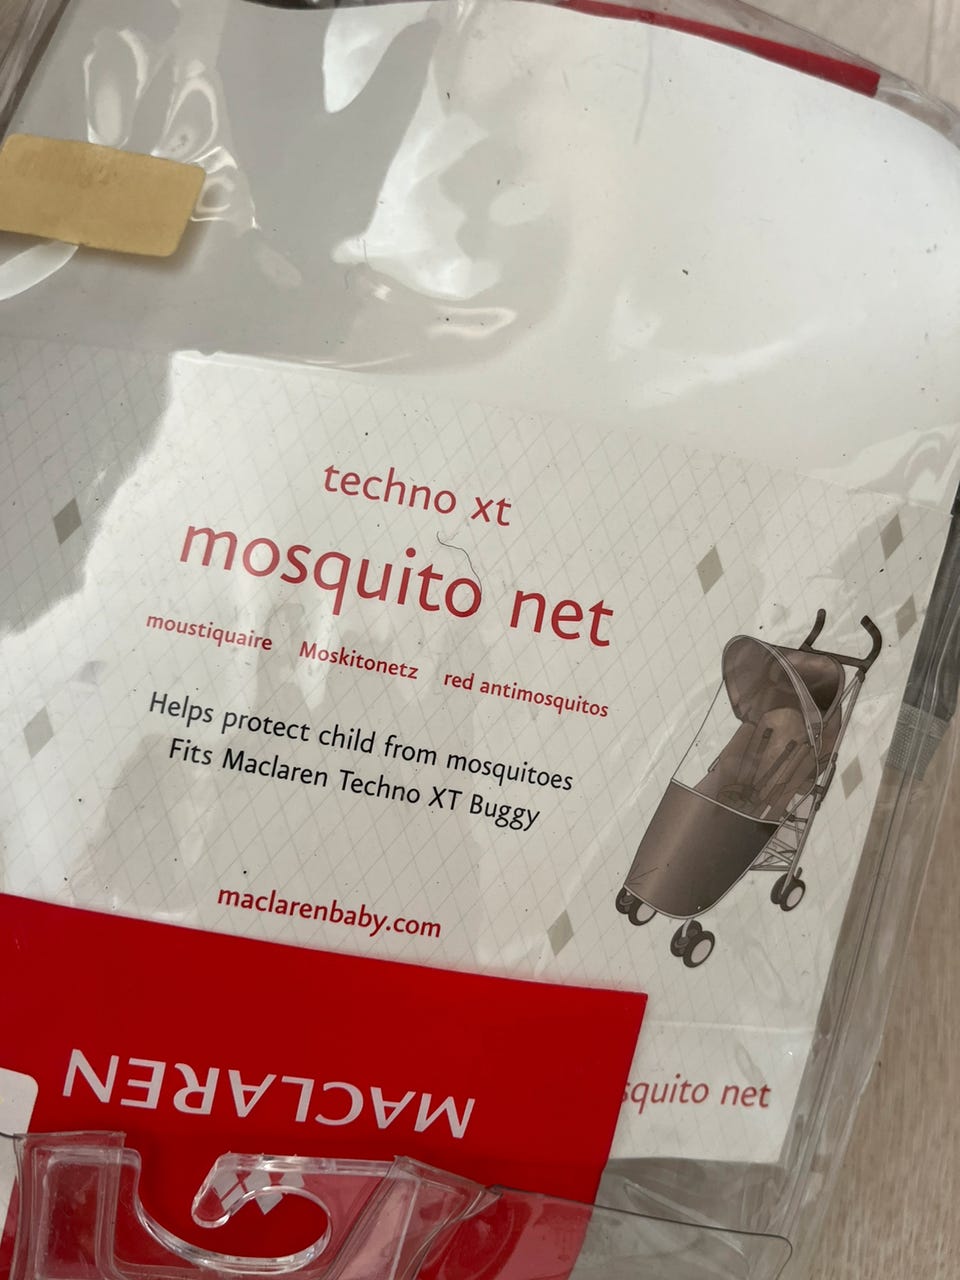 techno xt
mosquito net
moustiquaire Moskitonetz red antimosquitos
Helps protect child from mosquitoes
Fits Maclaren Techno XT Buggy
maclarenbaby.com
MACLAREN
net